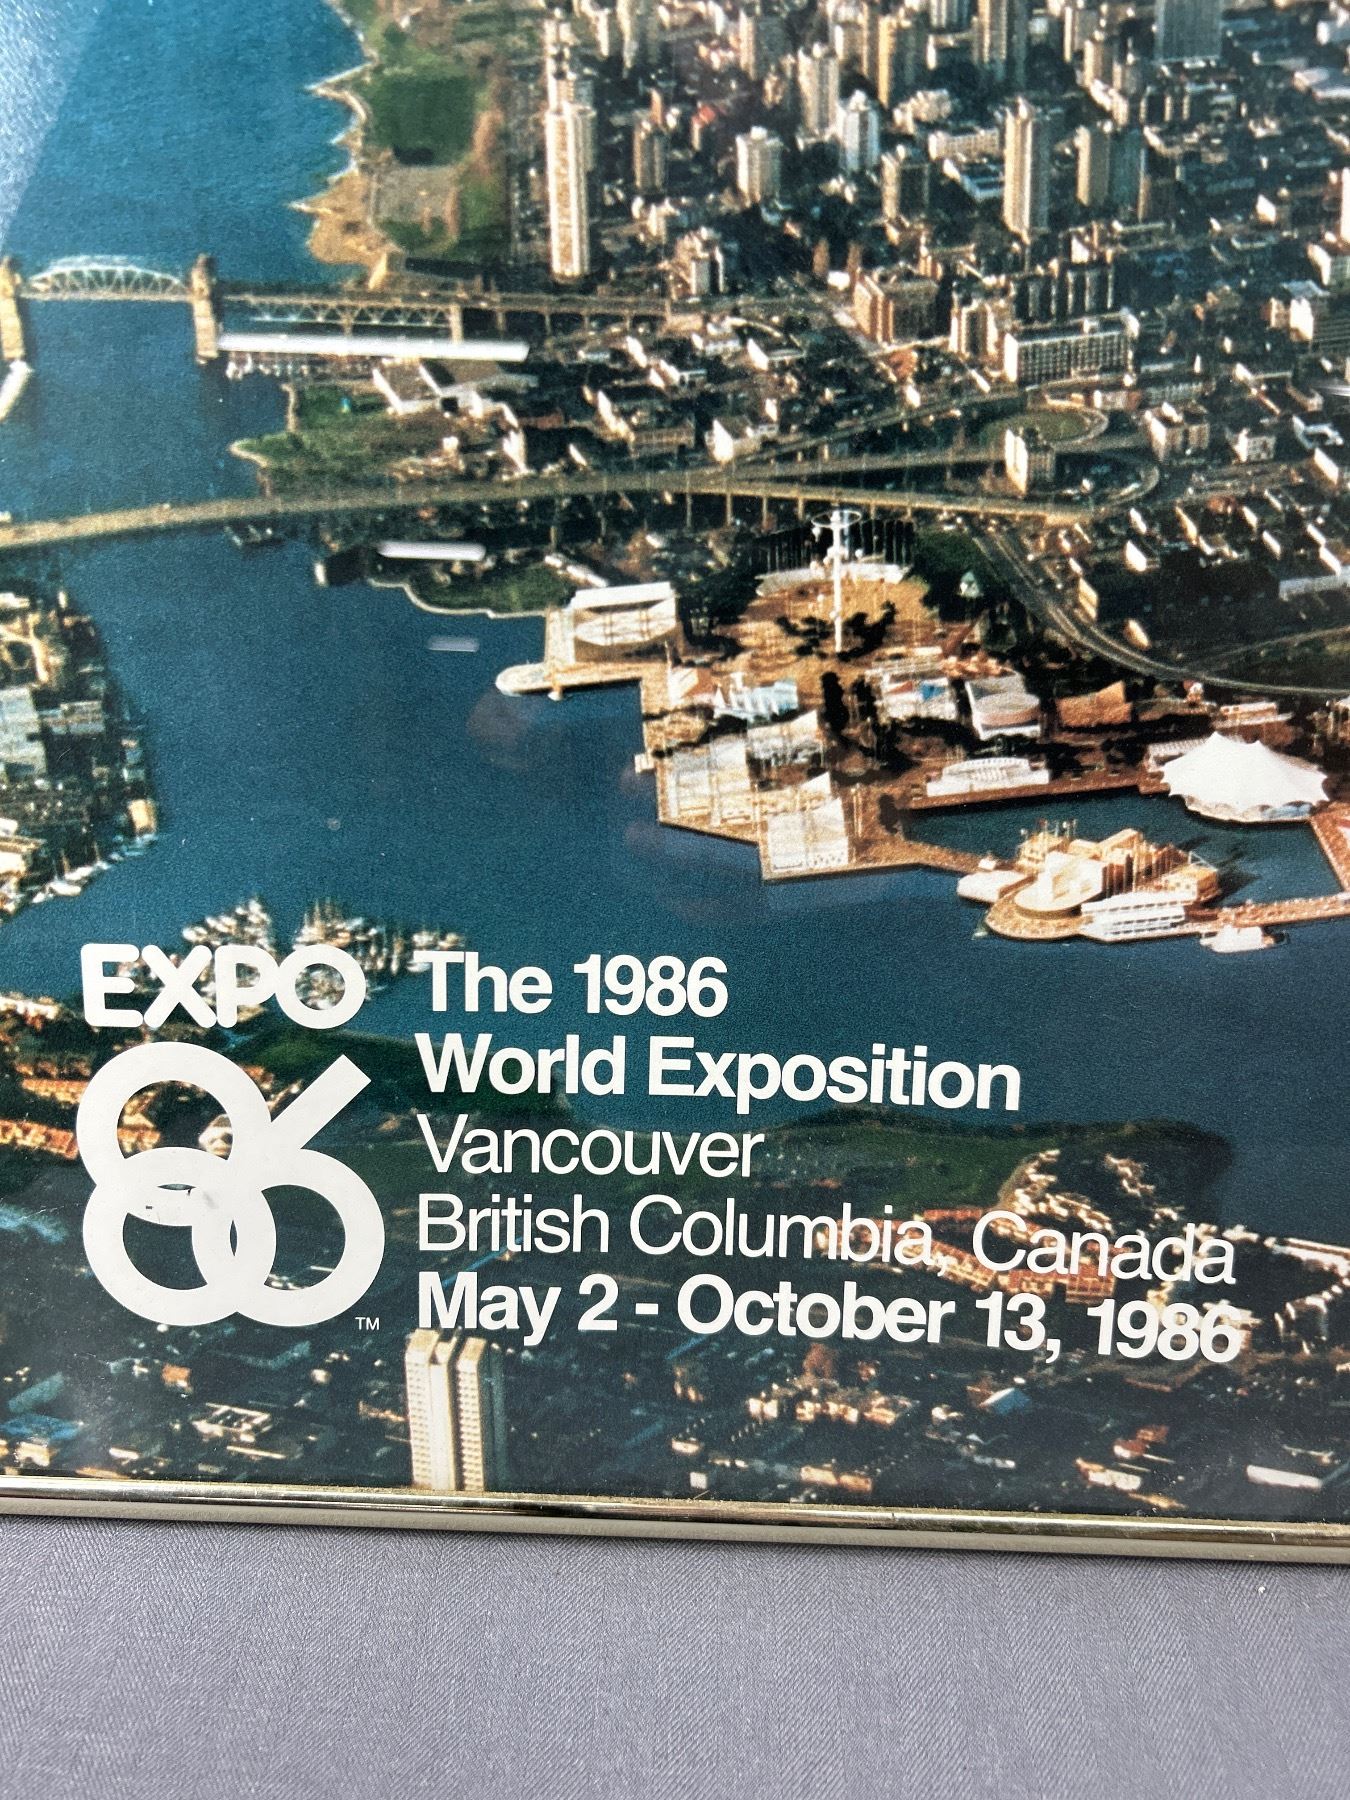 EXPO
86
TM
The 1986
World Exposition
Vancouver
British Columbia, Canada
May 2 - October 13, 1986